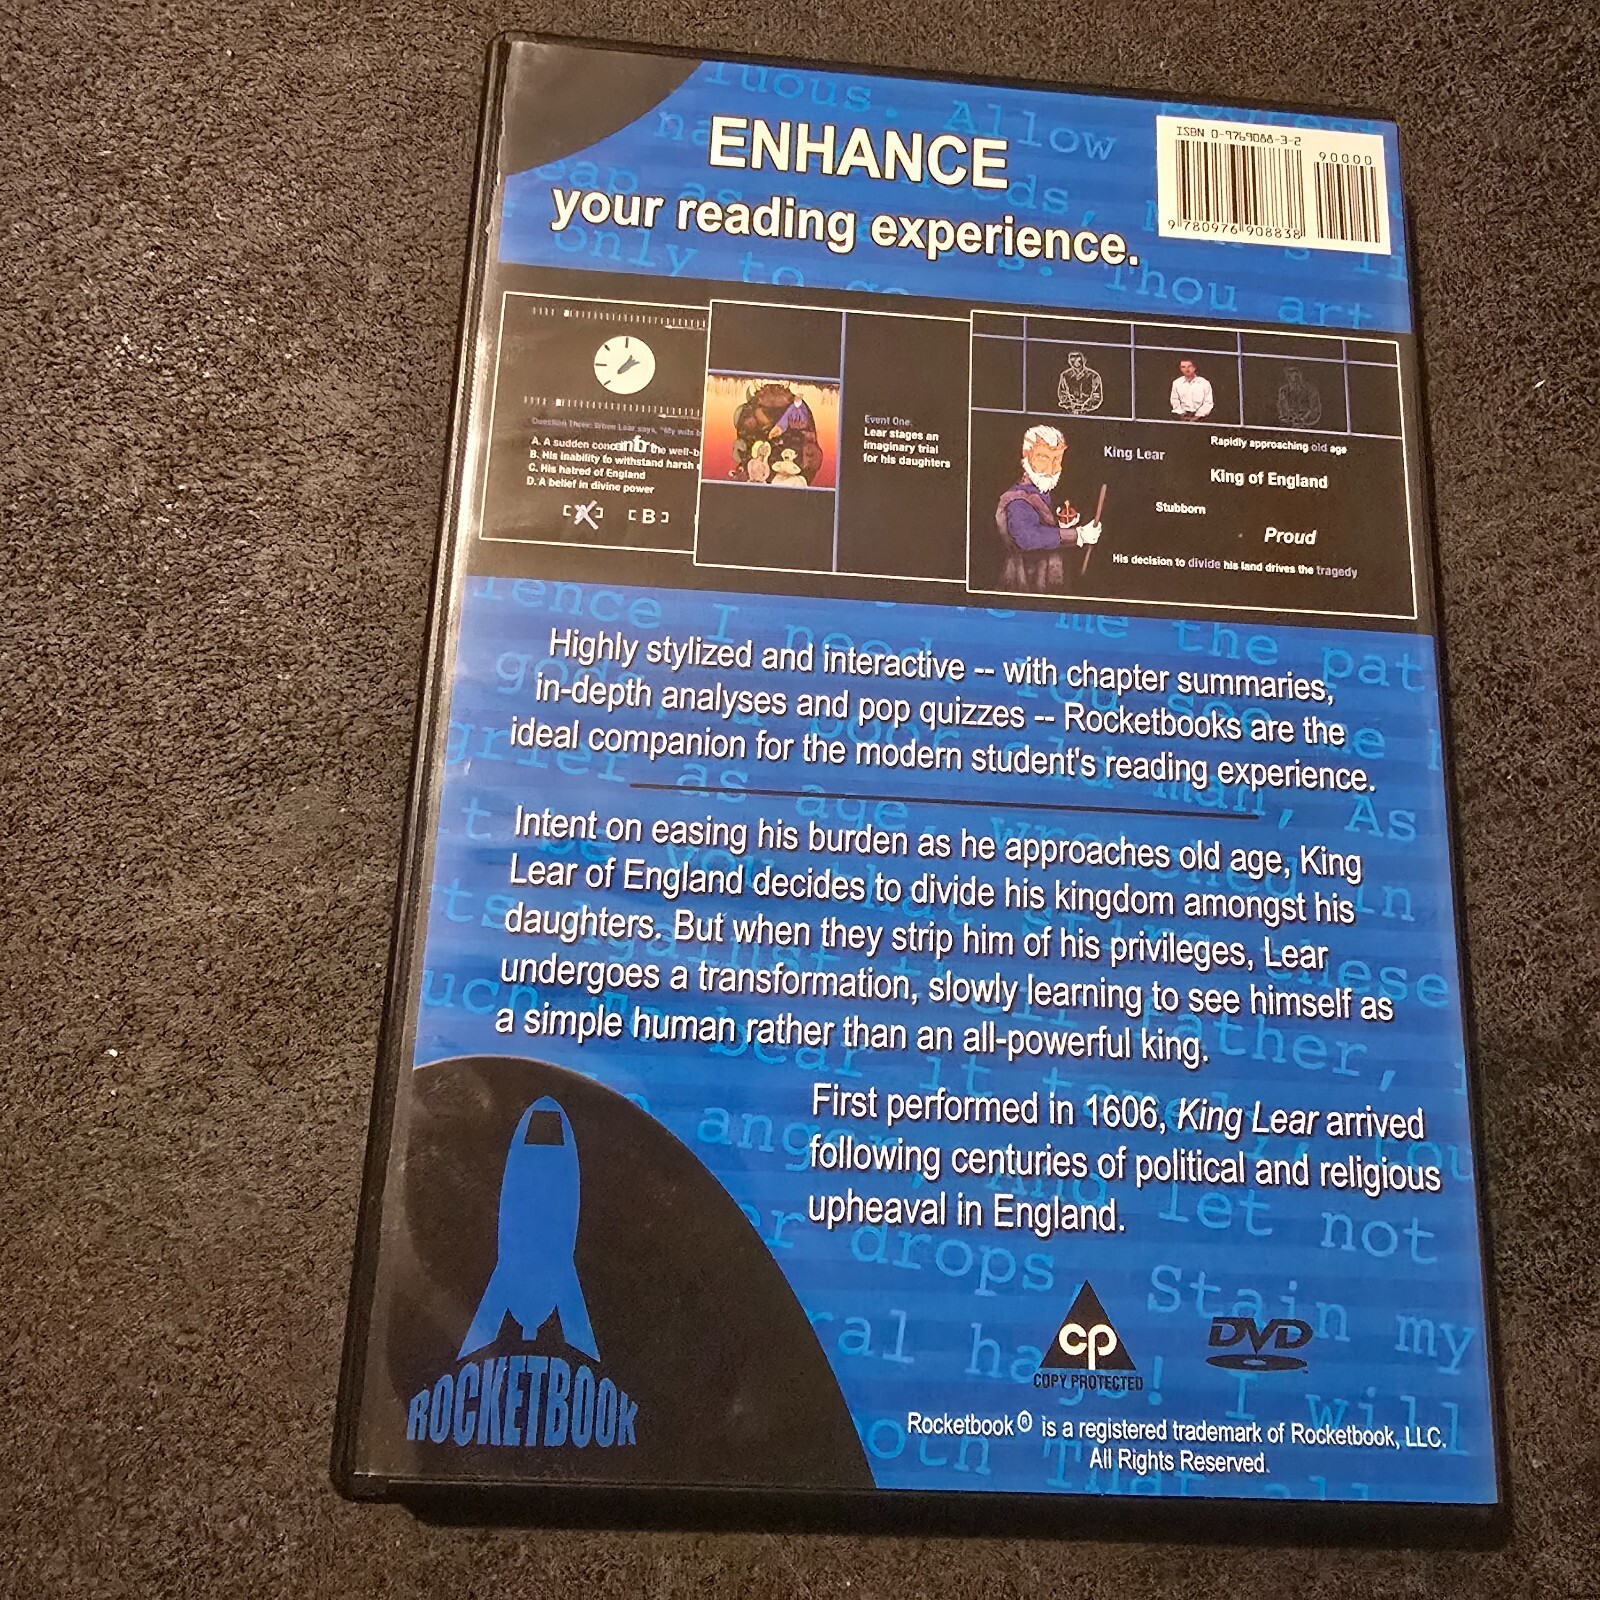 ENHANCE
your reading experience.
ISBN 0-9769088-3-2
90000
9 780976 908838
Question Three: When Lear says, "My wits b
A. A sudden concern for the well-b
B. His inability to withstand harsh
C. His hatred of England
D. A belief in divine power
[A] [B]
Event One:
Lear stages an
imaginary trial
for his daughters
King Lear
Rapidly approaching old age
King of England
Stubborn
Proud
His decision to divide his land drives the tragedy
Highly stylized and interactive -- with chapter summaries,
in-depth analyses and pop quizzes -- Rocketbooks are the
ideal companion for the modern student's reading experience.
Intent on easing his burden as he approaches old age, King
Lear of England decides to divide his kingdom amongst his
daughters. But when they strip him of his privileges, Lear
undergoes a transformation, slowly learning to see himself as
a simple human rather than an all-powerful king.
First performed in 1606, King Lear arrived
following centuries of political and religious
upheaval in England.
ROCKETBOOK
cp
COPY PROTECTED
DVD
Rocketbook® is a registered trademark of Rocketbook, LLC.
All Rights Reserved.